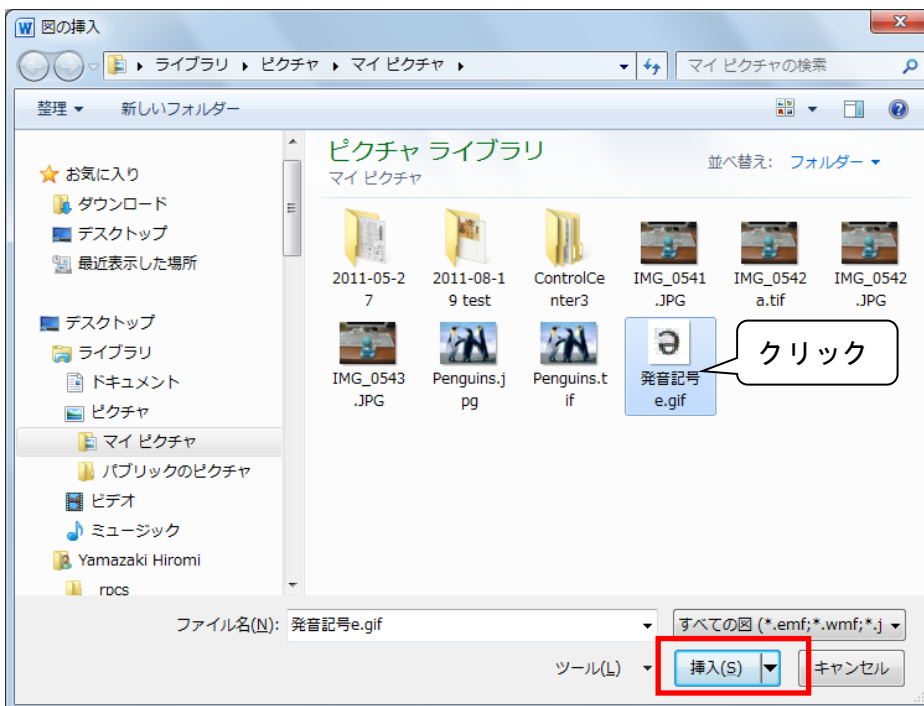 図の挿入
ライブラリ ▸ ピクチャ ▸ マイ ピクチャ ▸
マイ ピクチャの検索
整理 ▼ 新しいフォルダー
お気に入り
ダウンロード
デスクトップ
最近表示した場所
デスクトップ
ライブラリ
ドキュメント
ピクチャ
マイ ピクチャ
パブリックのピクチャ
ビデオ
ミュージック
Yamazaki Hiromi
rpcs
ピクチャ ライブラリ
マイ ピクチャ
並べ替え: フォルダー ▼
2011-05-2
7
2011-08-1
9 test
ControlCe
nter3
IMG_0541
.JPG
IMG_0542
a.tif
IMG_0542
.JPG
IMG_0543
.JPG
Penguins.j
pg
Penguins.t
if
ə
発音記号
e.gif
クリック
ファイル名(N): 発音記号e.gif
すべての図 (*.emf;*.wmf;*.j
ツール(L) 挿入(S) キャンセル